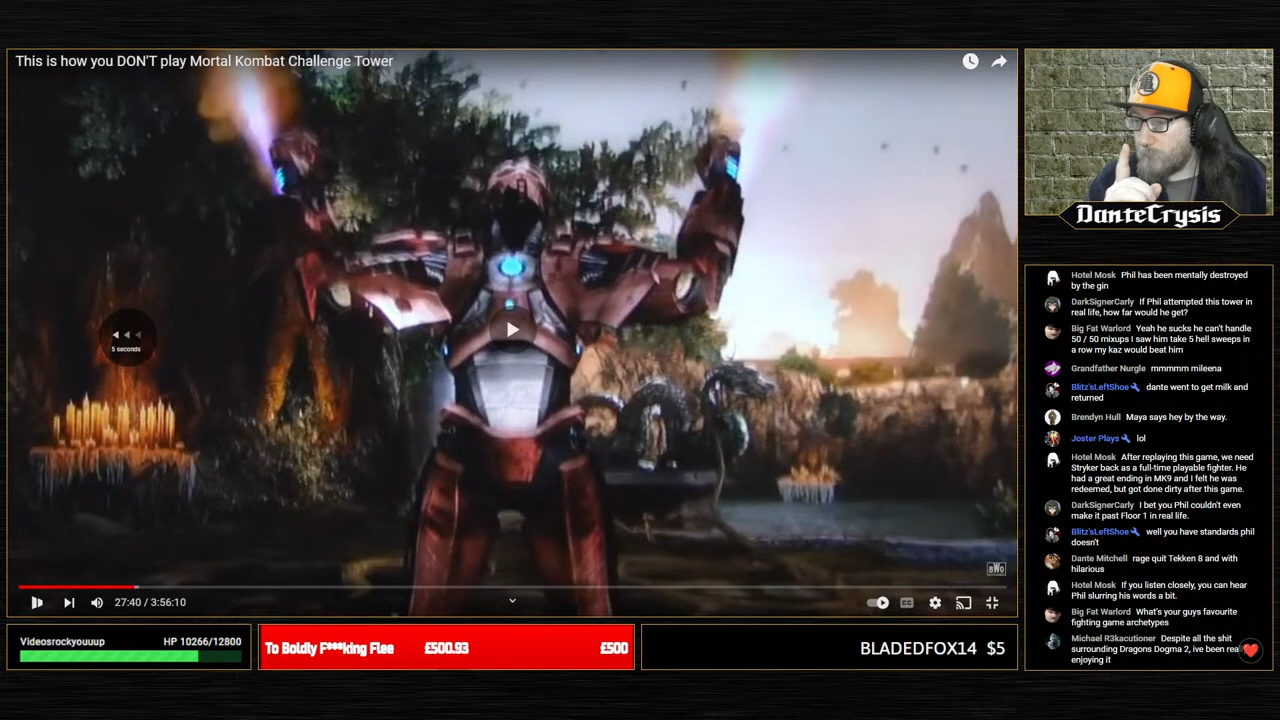 This is how you DON'T play Mortal Kombat Challenge Tower
5 seconds
BWO
27:40 / 3:56:10
CC
DanteCrysis
Hotel Mosk Phil has been mentally destroyed
by the gin
DarkSignerCarly If Phil attempted this tower in
real life, how far would he get?
Big Fat Warlord Yeah he sucks he can't handle
50 / 50 mixups I saw him take 5 hell sweeps in
a row my kaz would beat him
Grandfather Nurgle mmmmm mileena
Blitz'sLeftShoe dante went to get milk and
returned
Brendyn Hull Maya says hey by the way.
Joster Plays lol
Hotel Mosk After replaying this game, we need
Stryker back as a full-time playable fighter. He
had a great ending in MK9 and I felt he was
redeemed, but got done dirty after this game.
DarkSignerCarly I bet you Phil couldn't even
make it past Floor 1 in real life.
Blitz'sLeftShoe well you have standards phil
doesn't
Dante Mitchell rage quit Tekken 8 and with
hilarious
Hotel Mosk If you listen closely, you can hear
Phil slurring his words a bit.
Big Fat Warlord What's your guys favourite
fighting game archetypes
Michael R3kacutioner Despite all the shit
surrounding Dragons Dogma 2, ive been real
enjoying it
Videosrockyouuup HP 10266/12800
To Boldly F***king Flee £500.93 £500
BLADEDFOX14 $5